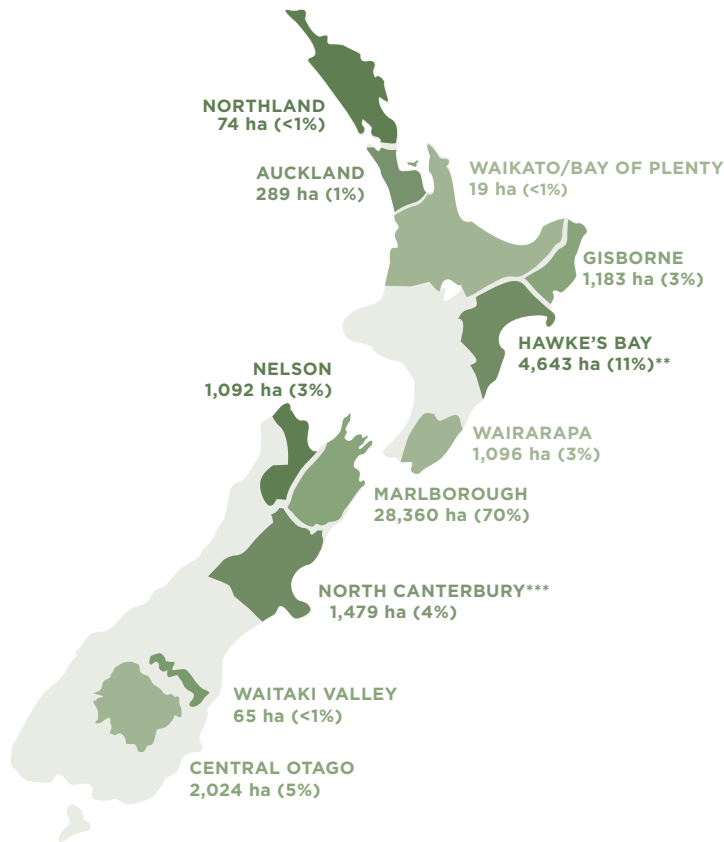 NORTHLAND
74 ha (<1%)
AUCKLAND
289 ha (1%)
WAIKATO/BAY OF PLENTY
19 ha (<1%)
GISBORNE
1,183 ha (3%)
HAWKE'S BAY
4,643 ha (11%)**
NELSON
1,092 ha (3%)
WAIRARAPA
1,096 ha (3%)
MARLBOROUGH
28,360 ha (70%)
NORTH CANTERBURY***
1,479 ha (4%)
WAITAKI VALLEY
65 ha (<1%)
CENTRAL OTAGO
2,024 ha (5%)